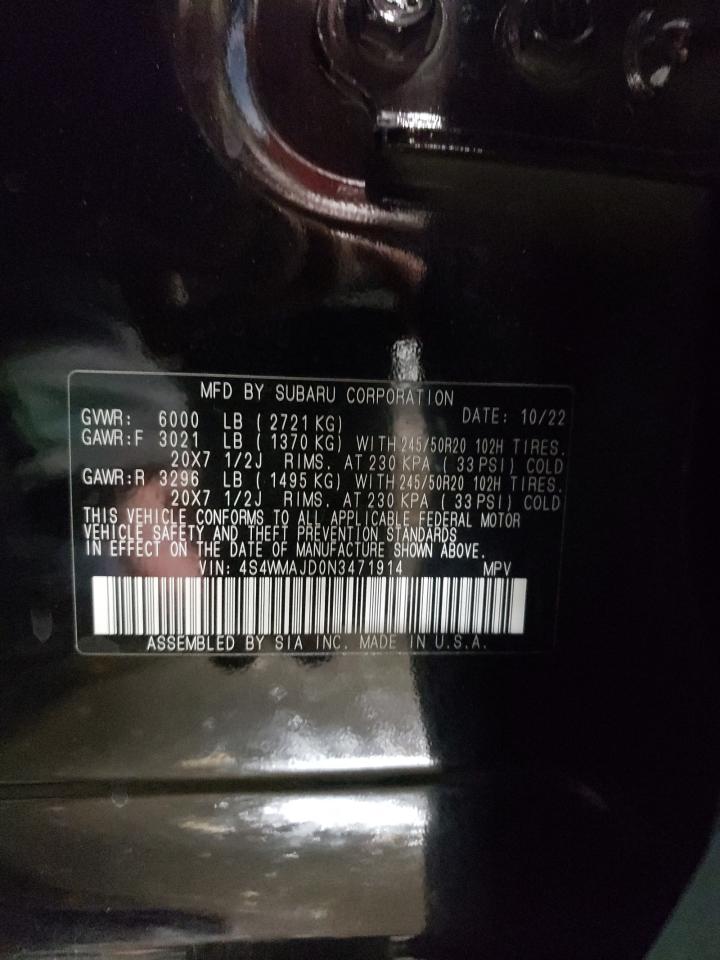 MFD BY SUBARU CORPORATION
GVWR: 6000 LB ( 2721 KG) DATE: 10/22
GAWR:F 3021 LB ( 1370 KG) WITH 245/50R20 102H TIRES.
20X7 1/2J RIMS. AT 230 KPA ( 33 PSI) COLD
GAWR:R 3296 LB ( 1495 KG) WITH 245/50R20 102H TIRES.
20X7 1/2J RIMS. AT 230 KPA ( 33 PSI) COLD
THIS VEHICLE CONFORMS TO ALL APPLICABLE FEDERAL MOTOR
VEHICLE SAFETY AND THEFT PREVENTION STANDARDS
IN EFFECT ON THE DATE OF MANUFACTURE SHOWN ABOVE.
VIN: 4S4WMAJD0N3471914 MPV
ASSEMBLED BY SIA INC. MADE IN U.S.A.